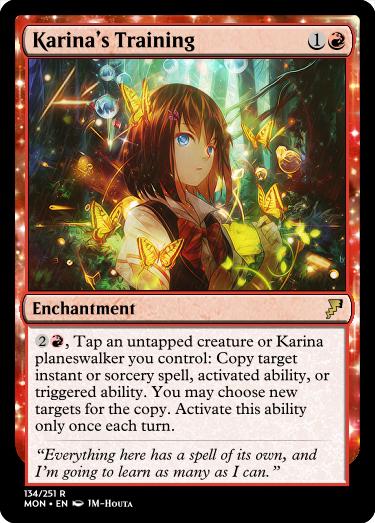 Karina's Training 1
Enchantment
2, Tap an untapped creature or Karina
planeswalker you control: Copy target
instant or sorcery spell, activated ability, or
triggered ability. You may choose new
targets for the copy. Activate this ability
only once each turn.
“Everything here has a spell of its own, and
I’m going to learn as many as I can.”
134/251 R
MON • EN 1M-HOUTA